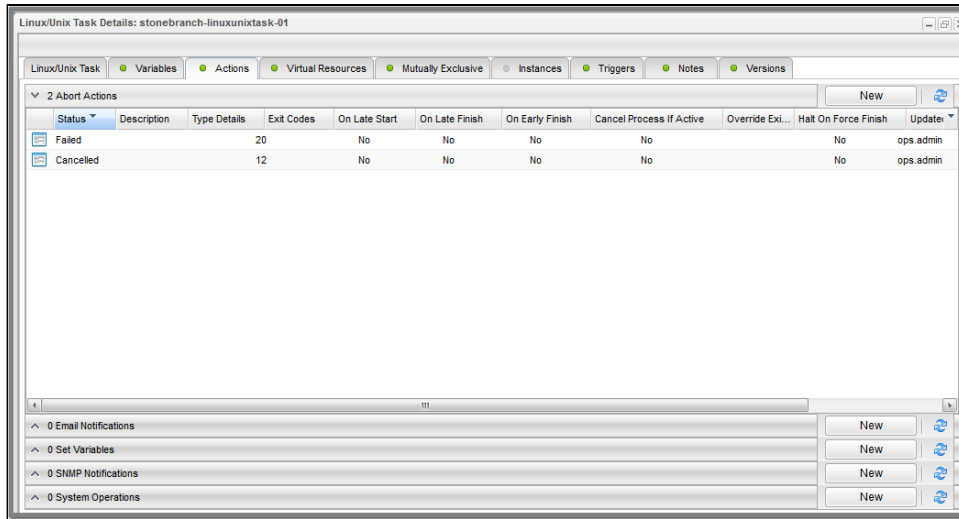 Linux/Unix Task Details: stonebranch-linuxunixtask-01
Linux/Unix Task Variables Actions Virtual Resources Mutually Exclusive Instances Triggers Notes Versions
2 Abort Actions New
Status Description Type Details Exit Codes On Late Start On Late Finish On Early Finish Cancel Process If Active Override Exi... Halt On Force Finish Update
Failed 20 No No No No No ops.admin
Cancelled 12 No No No No No ops.admin
0 Email Notifications New
0 Set Variables New
0 SNMP Notifications New
0 System Operations New